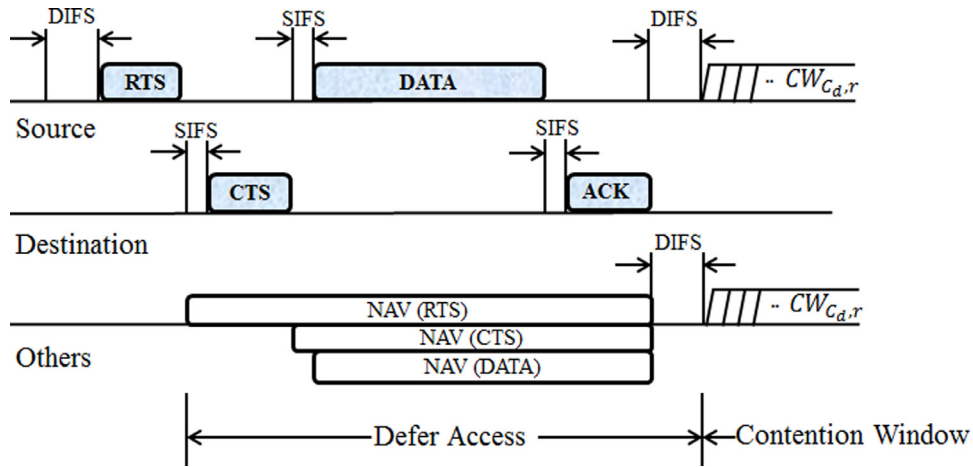 DIFS
SIFS
DIFS
RTS
DATA
·· CW_{C_d,r}
Source
SIFS
SIFS
CTS
ACK
Destination
DIFS
NAV (RTS)
·· CW_{C_d,r}
Others
NAV (CTS)
NAV (DATA)
Defer Access
Contention Window